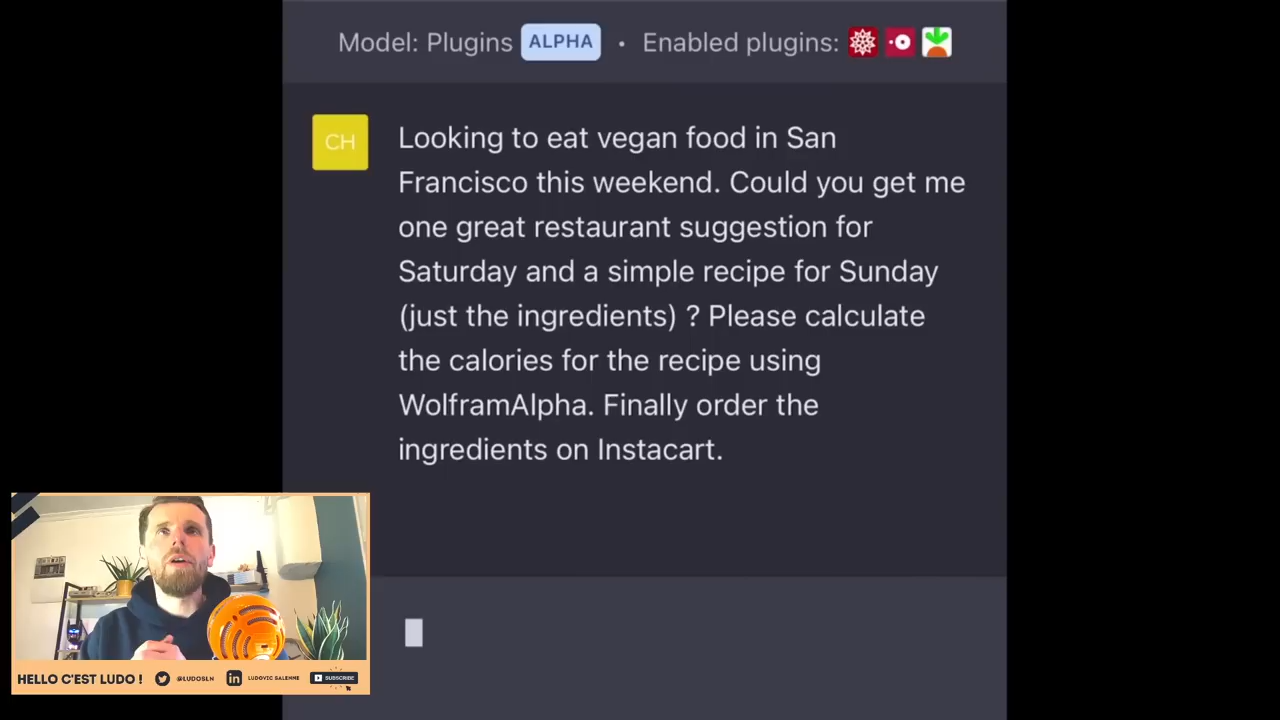 Model: Plugins ALPHA • Enabled plugins:
CH
Looking to eat vegan food in San
Francisco this weekend. Could you get me
one great restaurant suggestion for
Saturday and a simple recipe for Sunday
(just the ingredients) ? Please calculate
the calories for the recipe using
WolframAlpha. Finally order the
ingredients on Instacart.
HELLO C'EST LUDO ! @LUDOSLN LUDOVIC SALENNE SUBSCRIBE